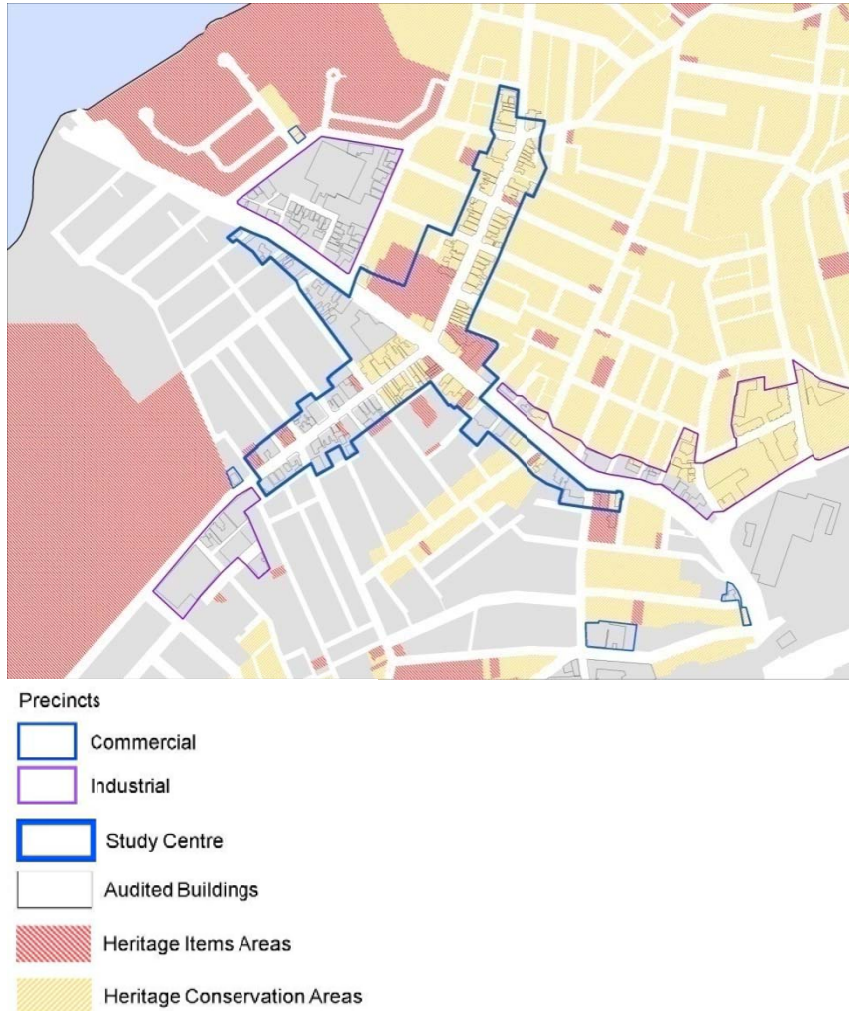 Precincts
Commercial
Industrial
Study Centre
Audited Buildings
Heritage Items Areas
Heritage Conservation Areas